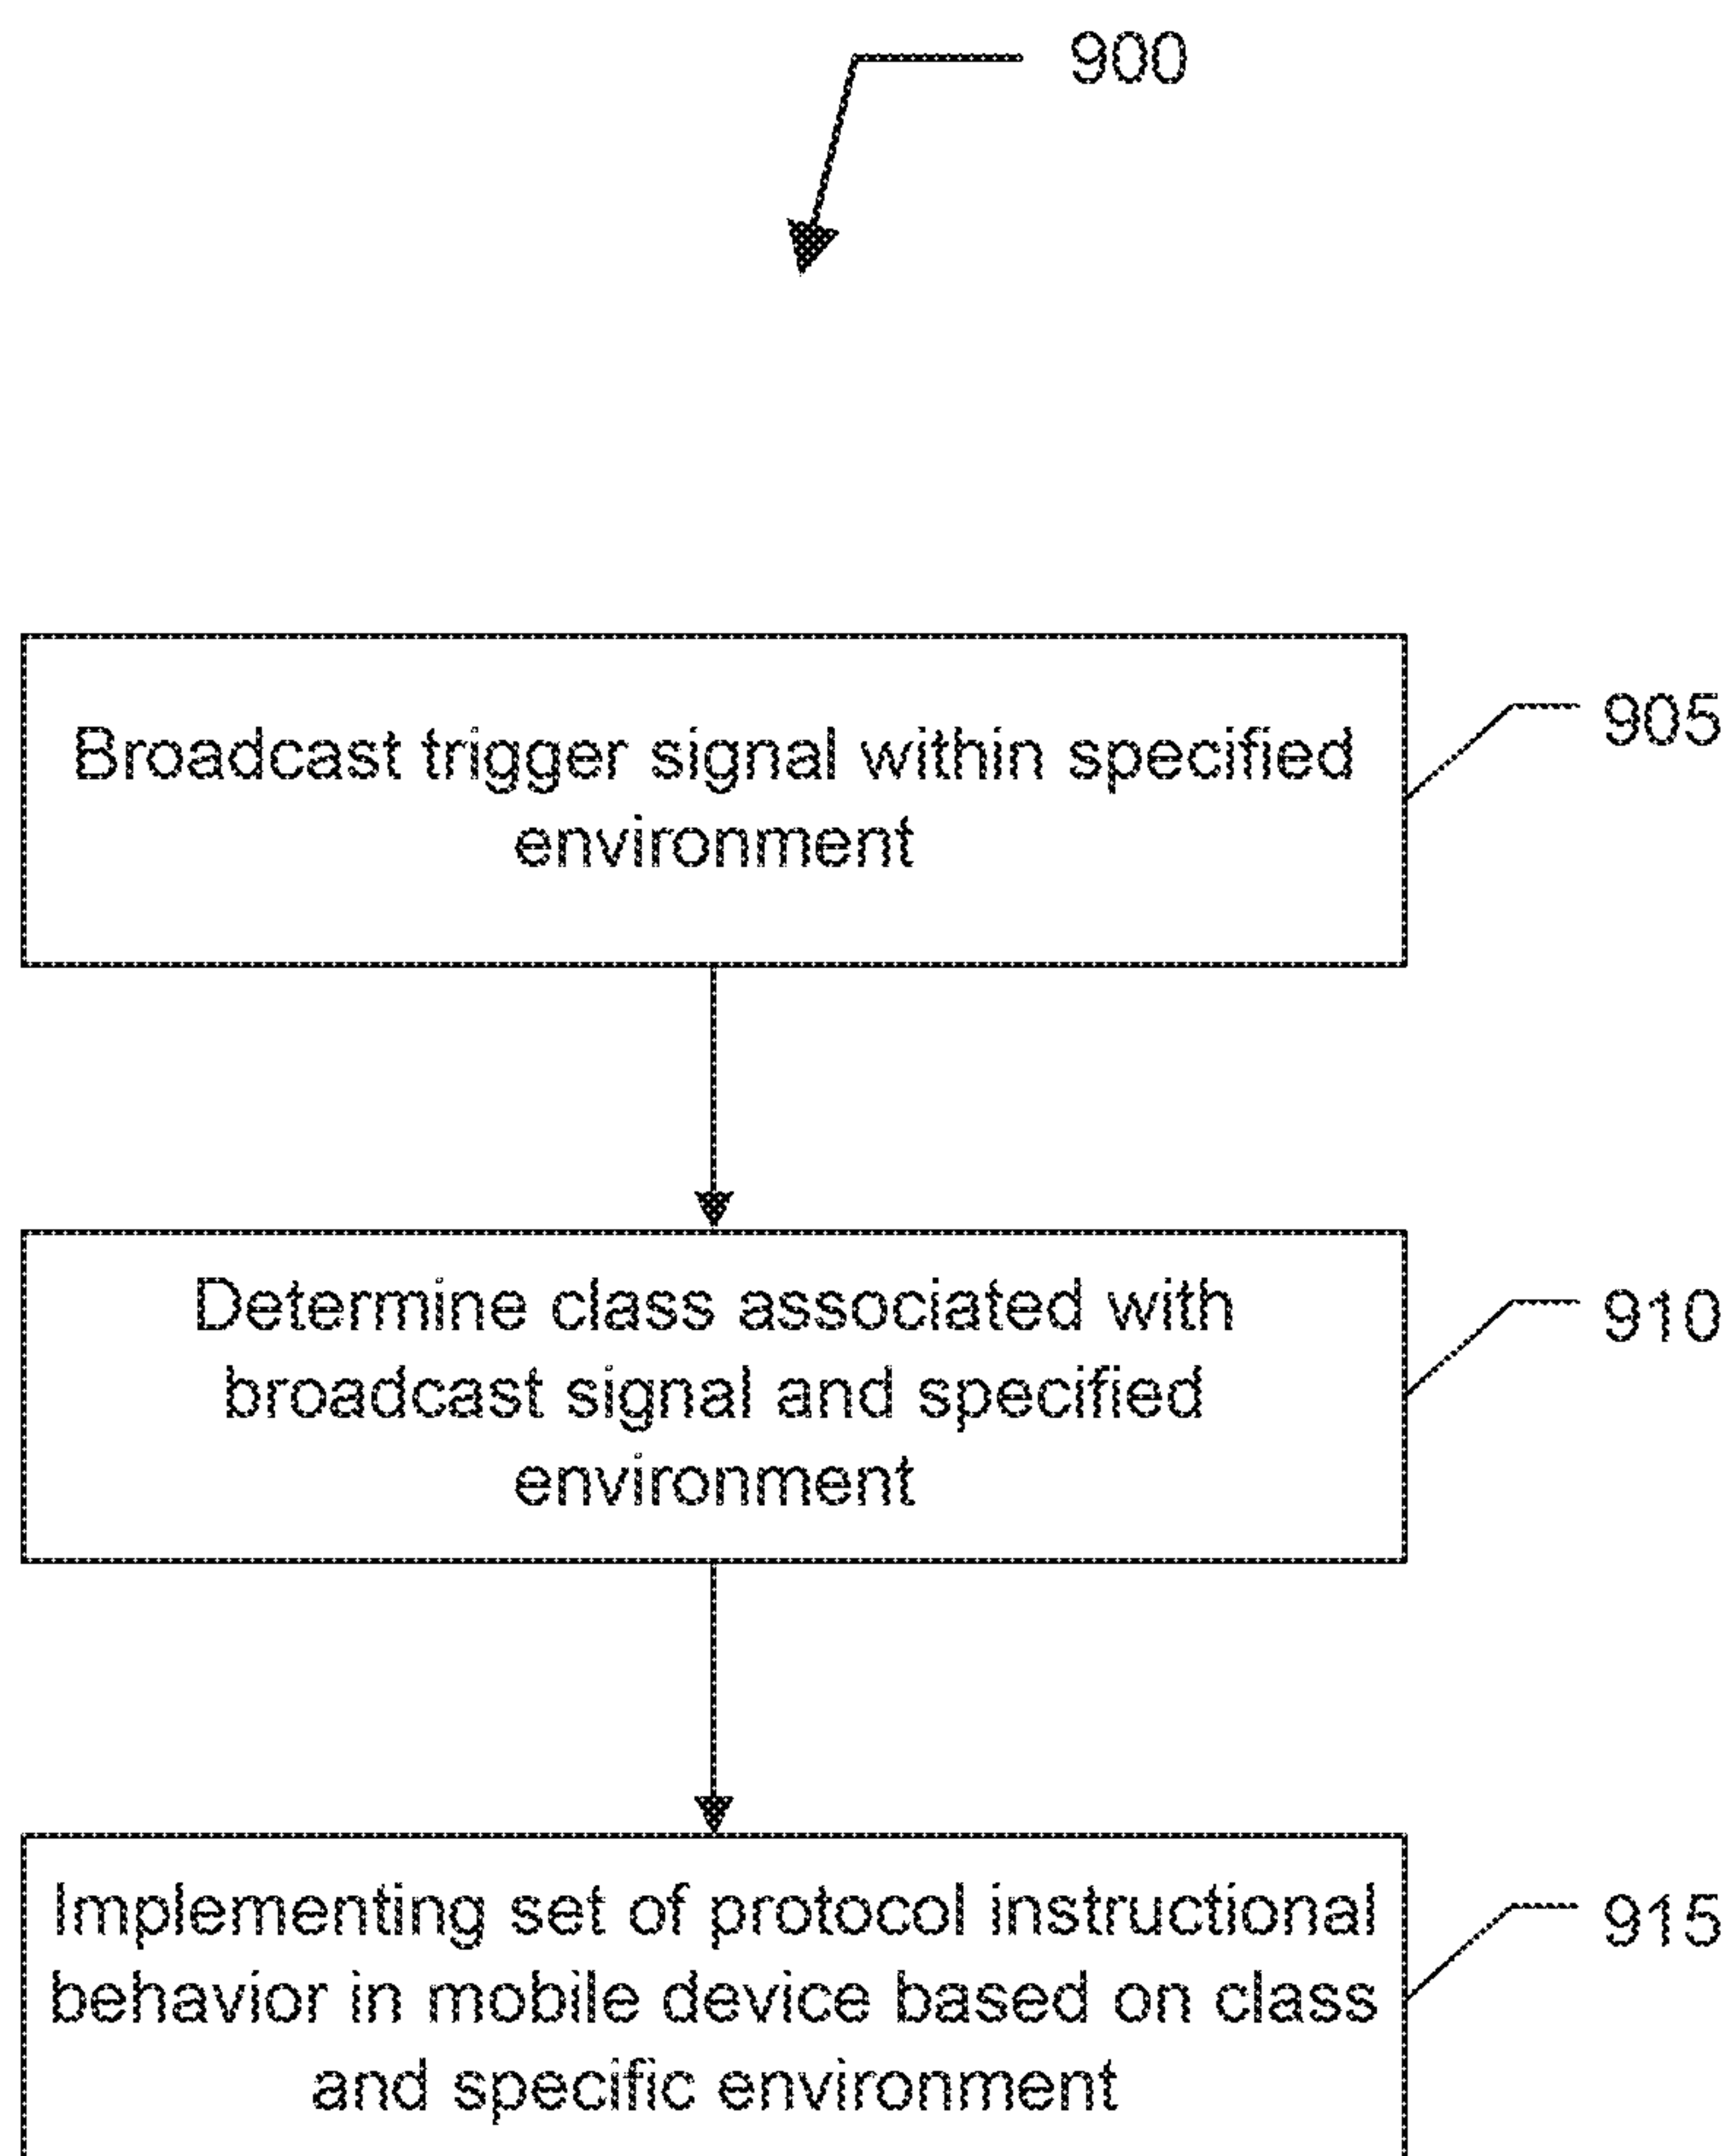 900
Broadcast trigger signal within specified
environment
905
Determine class associated with
broadcast signal and specified
environment
910
Implementing set of protocol instructional
behavior in mobile device based on class
and specific environment
915